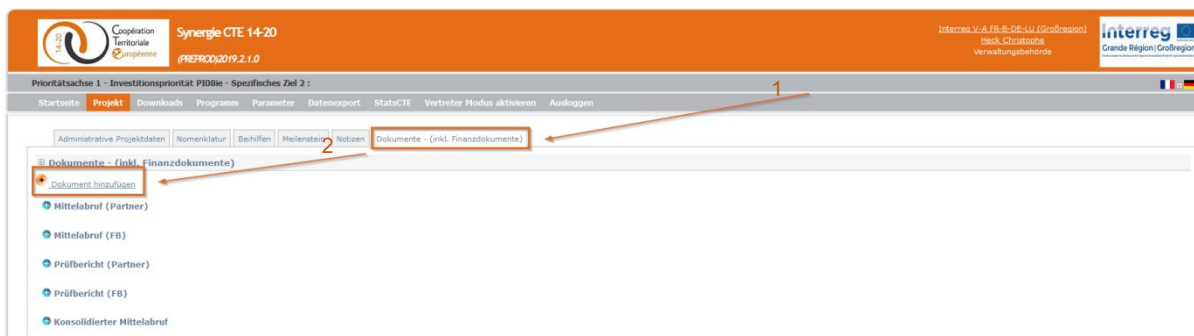 14-20
Coopération
Territoriale
Européenne
Synergie CTE 14-20
(PREPROD)2019.2.1.0
Interreg V-A FR-B-DE-LU (Großregion)
Heck Christophe
Verwaltungsbehörde
Interreg
Grande Région | Großregion
Prioritätsachse 1 - Investitionspriorität PI08ie - Spezifisches Ziel 2 :
1
Startseite Projekt Downloads Programm Parameter Datenexport StatsCTE Vertreter Modus aktivieren Ausloggen
Administrative Projektdaten Nomenklatur Beihilfen Meilenstein Notizen Dokumente - (inkl. Finanzdokumente)
2
Dokumente - (inkl. Finanzdokumente)
Dokument hinzufügen
Mittelabruf (Partner)
Mittelabruf (FB)
Prüfbericht (Partner)
Prüfbericht (FB)
Konsolidierter Mittelabruf